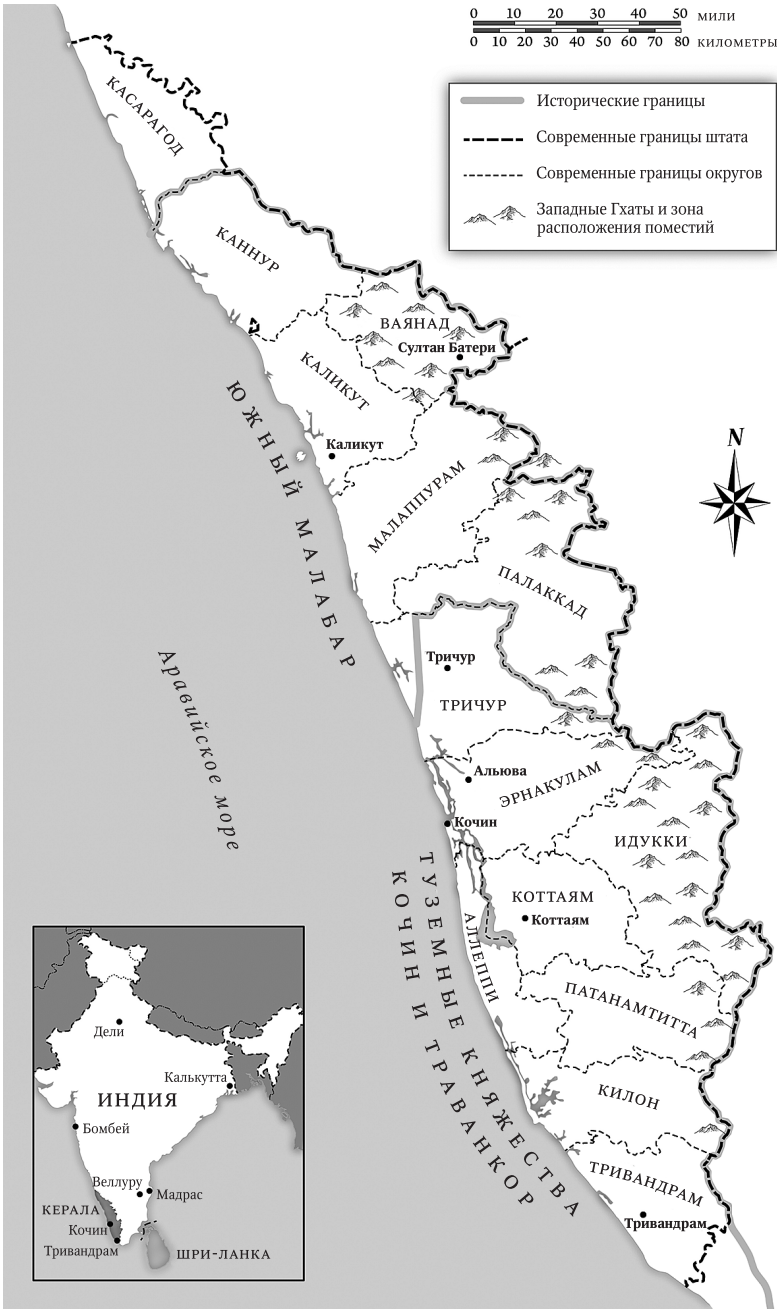 0 10 20 30 40 50 МИЛИ
0 10 20 30 40 50 60 70 80 КИЛОМЕТРЫ
Исторические границы
Современные границы штата
Современные границы округов
Западные Гхаты и зона
расположения поместий
КАСАРАГОД
КАННУР
ВАЯНАД
Султан Батери
КАЛИКУТ
Каликут
ЮЖНЫЙ МАЛАБАР
МАЛАППУРАМ
N
ПАЛАККАД
Тричур
ТРИЧУР
Аравийское море
Альюва
ЭРНАКУЛАМ
Кочин
ИДУККИ
КОТТАЯМ
Коттаям
АЛЛЕППИ
ТУЗЕМНЫЕ КНЯЖЕСТВА
КОЧИН И ТРАВАНКОР
ПАТАНАМТИТТА
КИЛОН
ТРИВАНДРАМ
Тривандрам
Дели
Калькутта
ИНДИЯ
Бомбей
Веллуру
Мадрас
КЕРАЛА
Кочин
Тривандрам
ШРИ-ЛАНКА